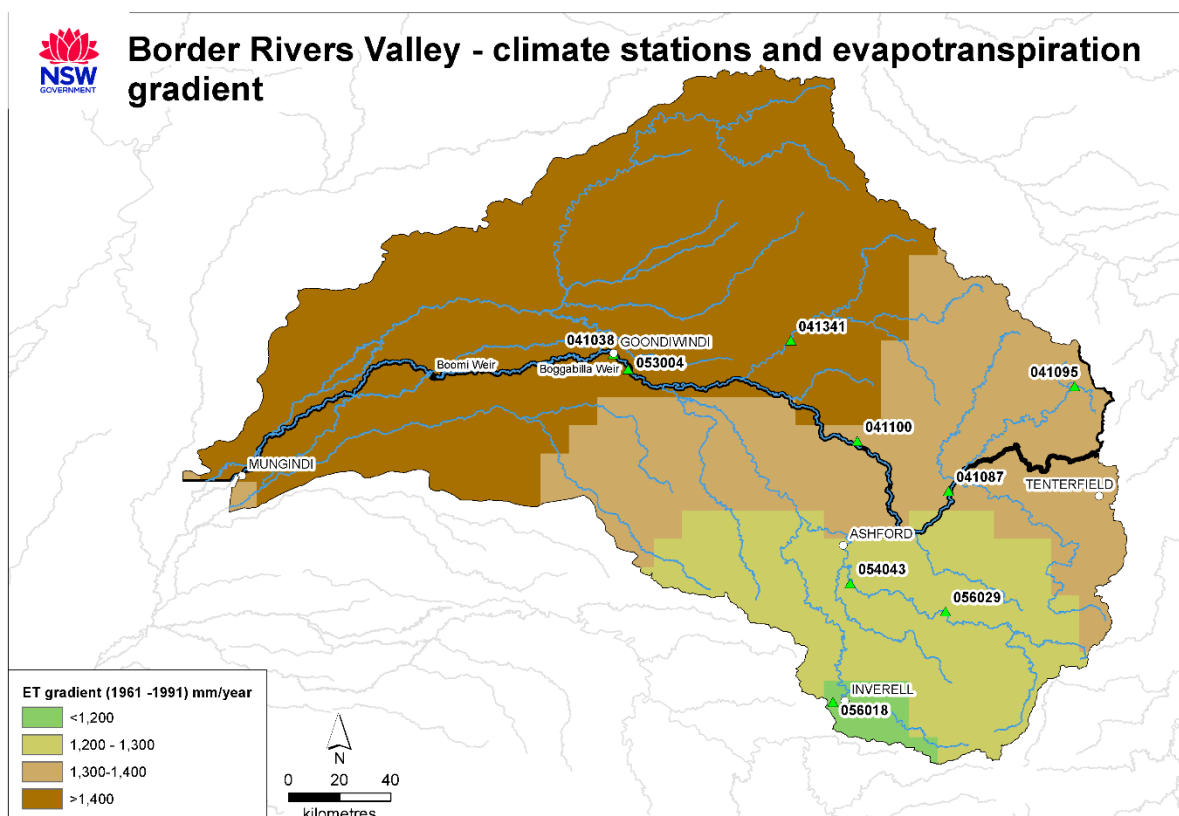 Border Rivers Valley - climate stations and evapotranspiration
gradient
NSW
GOVERNMENT
041341
041038
GOONDIWINDI
053004
Boomi Weir
Boggabilla Weir
041095
041100
MUNGINDI
041087
TENTERFIELD
ASHFORD
054043
056029
INVERELL
056018
ET gradient (1961 -1991) mm/year
<1,200
1,200 - 1,300
1,300-1,400
>1,400
N
0 20 40
kilometres